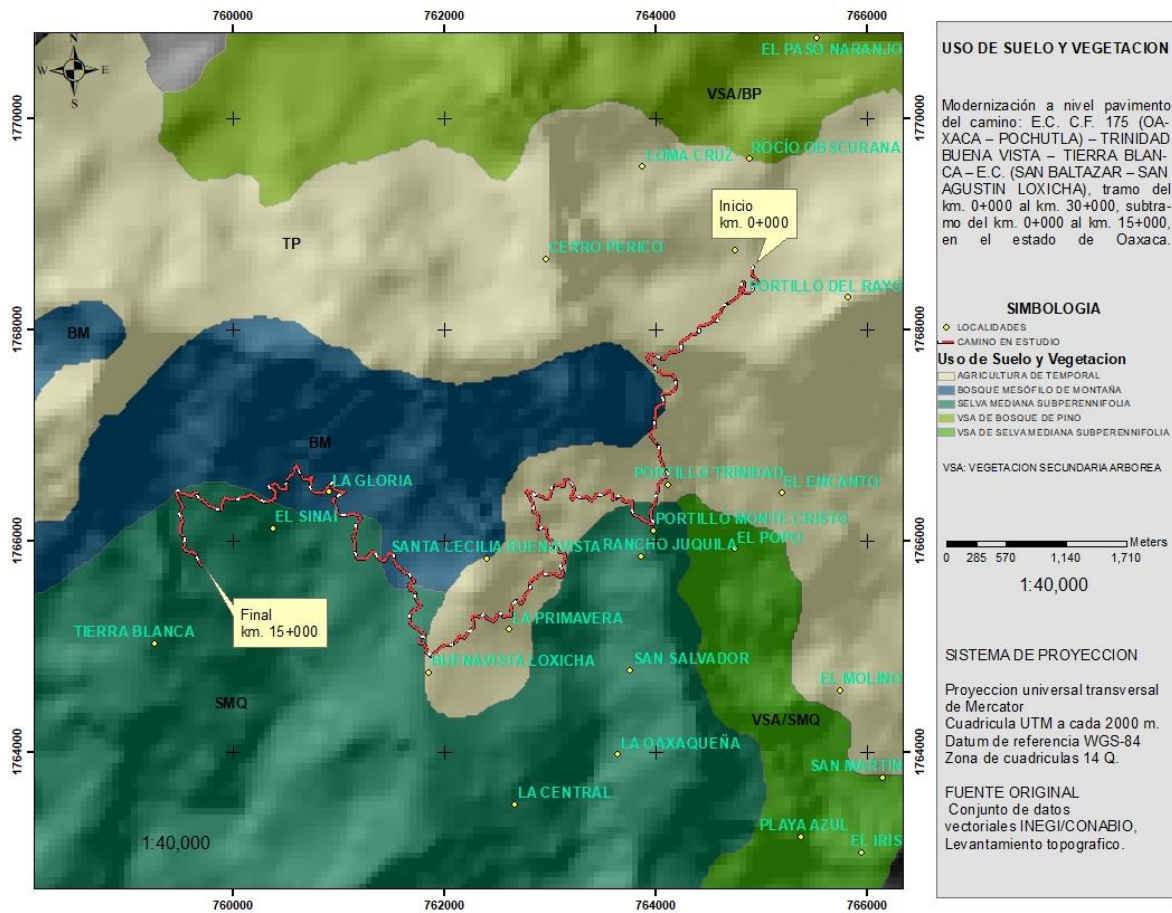 760000
762000
764000
766000
N
W
E
S
EL PASO NARANJO
VSA/BP
1770000
1770000
LOMA CRUZ
ROCÍO OBSCURANA
Inicio
km. 0+000
TP
CERRO PERICO
PORTILLO DEL RAYO
BM
1768000
1768000
BM
LA GLORIA
PORTILLO TRINIDAD
EL ENCANTO
EL SINAI
PORTILLO MONTE CRISTO
1766000
1766000
SANTA CECILIA BUENAVISTA
RANCHO JUQUILA
EL POPO
Final
km. 15+000
TIERRA BLANCA
LA PRIMAVERA
BUENAVISTA LOXICHA
SAN SALVADOR
EL MOLINO
SMQ
VSA/SMQ
LA OAXAQUEÑA
1764000
1764000
SAN MARTIN
LA CENTRAL
PLAYA AZUL
EL IRIS
1:40,000
760000
762000
764000
766000
USO DE SUELO Y VEGETACION
Modernización a nivel pavimento
del camino: E.C. C.F. 175 (OA-
XACA – POCHUTLA) – TRINIDAD
BUENA VISTA – TIERRA BLAN-
CA – E.C. (SAN BALTAZAR – SAN
AGUSTIN LOXICHA), tramo del
km. 0+000 al km. 30+000, subtra-
mo del km. 0+000 al km. 15+000,
en el estado de Oaxaca.
SIMBOLOGIA
LOCALIDADES
CAMINO EN ESTUDIO
Uso de Suelo y Vegetacion
AGRICULTURA DE TEMPORAL
BOSQUE MESÓFILO DE MONTAÑA
SELVA MEDIANA SUBPERENNIFOLIA
VSA DE BOSQUE DE PINO
VSA DE SELVA MEDIANA SUBPERENNIFOLIA
VSA: VEGETACION SECUNDARIA ARBOREA
Meters
0 285 570 1,140 1,710
1:40,000
SISTEMA DE PROYECCION
Proyeccion universal transversal
de Mercator
Cuadricula UTM a cada 2000 m.
Datum de referencia WGS-84
Zona de cuadriculas 14 Q.
FUENTE ORIGINAL
Conjunto de datos
vectoriales INEGI/CONABIO,
Levantamiento topografico.